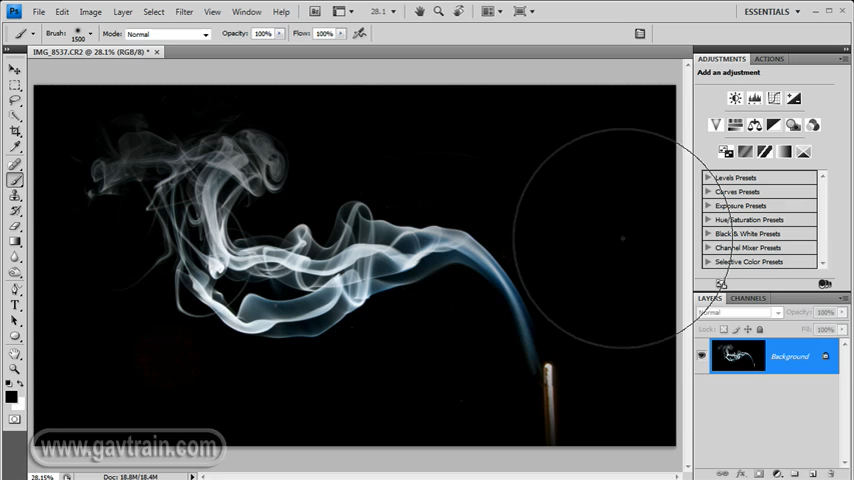 Ps File Edit Image Layer Select Filter View Window Help Br 28.1 ESSENTIALS
Brush: 1500 Mode: Normal Opacity: 100% Flow: 100%
IMG_8537.CR2 @ 28.1% (RGB/8) *
ADJUSTMENTS ACTIONS
Add an adjustment
Levels Presets
Curves Presets
Exposure Presets
Hue/Saturation Presets
Black & White Presets
Channel Mixer Presets
Selective Color Presets
LAYERS CHANNELS
Normal Opacity: 100%
Lock: Fill: 100%
Background
www.gavtrain.com
28.15% Doc: 18.8M/18.4M